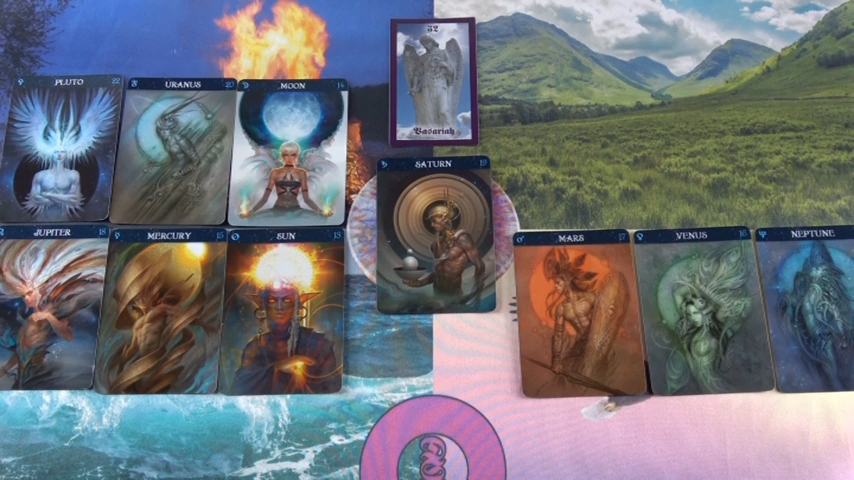 32
Vasariah
PLUTO 22
URANUS 20
MOON 14
SATURN 19
JUPITER 18
MERCURY 15
SUN 13
MARS 17
VENUS 16
NEPTUNE